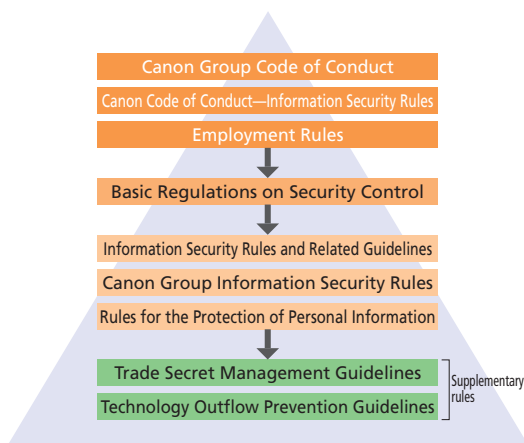 Canon Group Code of Conduct
Canon Code of Conduct—Information Security Rules
Employment Rules
Basic Regulations on Security Control
Information Security Rules and Related Guidelines
Canon Group Information Security Rules
Rules for the Protection of Personal Information
Trade Secret Management Guidelines
Technology Outflow Prevention Guidelines
Supplementary
rules